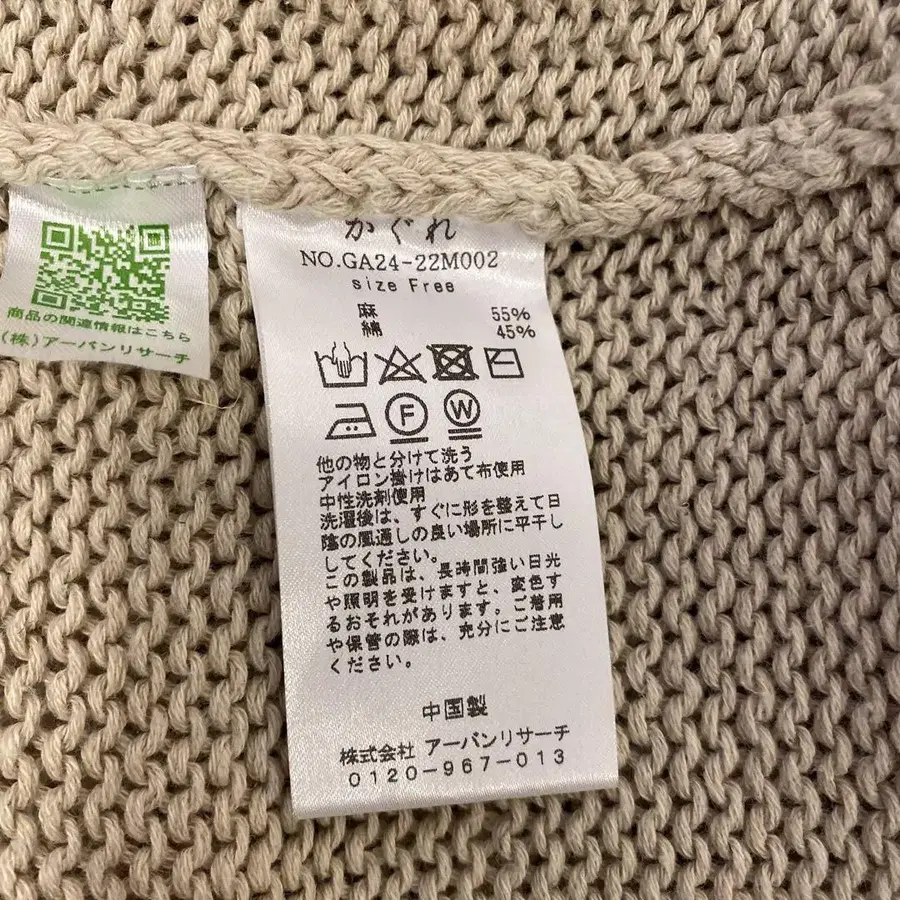 商品の関連情報はこちら
(株)アーバンリサーチ
かぐれ
NO.GA24-22M002
size Free
麻 55%
綿 45%
F W
他の物と分けて洗う
アイロン掛けはあて布使用
中性洗剤使用
洗濯後は、すぐに形を整えて日
陰の風通しの良い場所に平干し
してください。
この製品は、長時間強い日光
や照明を受けますと、変色す
るおそれがあります。ご着用
や保管の際は、充分にご注意
ください。
中国製
株式会社 アーバンリサーチ
0120-967-013